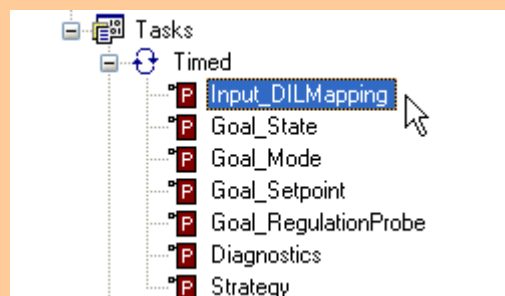 Tasks
Timed
P Input_DILMapping
P Goal_State
P Goal_Mode
P Goal_Setpoint
P Goal_RegulationProbe
P Diagnostics
P Strategy